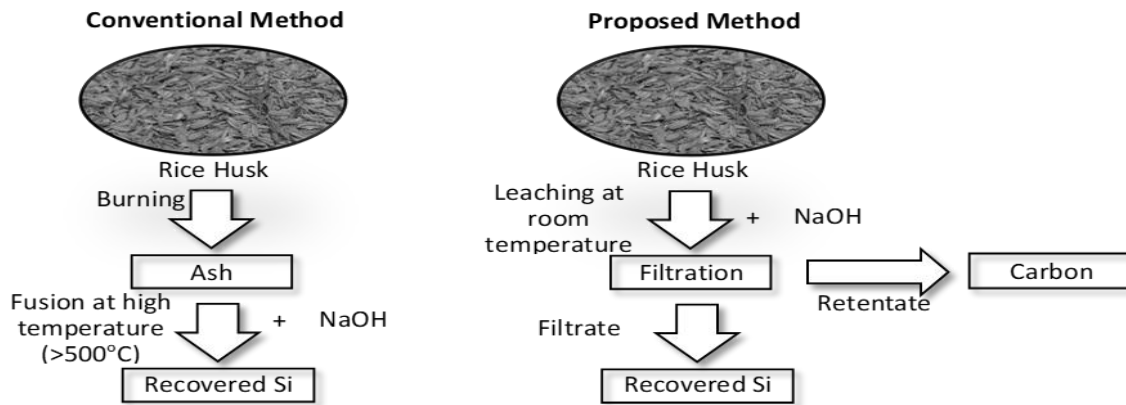 Conventional Method
Rice Husk
Burning
Ash
Fusion at high
temperature
(>500°C)
+ NaOH
Recovered Si
Proposed Method
Rice Husk
Leaching at
room
temperature
+ NaOH
Filtration
Retentate
Carbon
Filtrate
Recovered Si